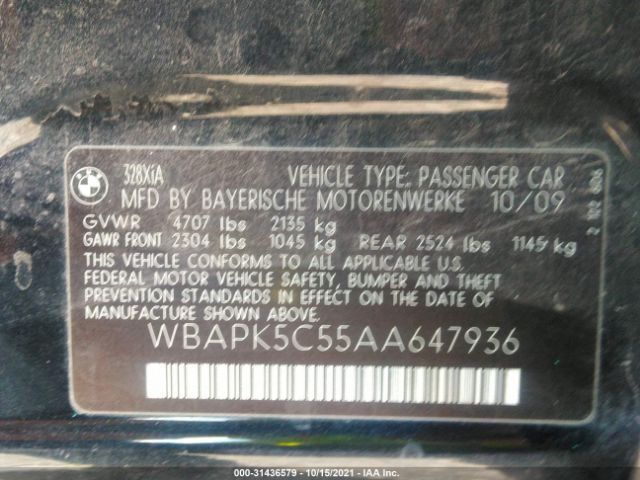 BMW
328XiA VEHICLE TYPE: PASSENGER CAR
MFD BY BAYERISCHE MOTORENWERKE 10/09
GVWR 4707 lbs 2135 kg
GAWR FRONT 2304 lbs 1045 kg REAR 2524 lbs 1145 kg
THIS VEHICLE CONFORMS TO ALL APPLICABLE U.S.
FEDERAL MOTOR VEHICLE SAFETY, BUMPER AND THEFT
PREVENTION STANDARDS IN EFFECT ON THE DATE OF
MANUFACTURE SHOWN ABOVE.
WBAPK5C55AA647936
000-31436579 - 10/15/2021 - IAA Inc.